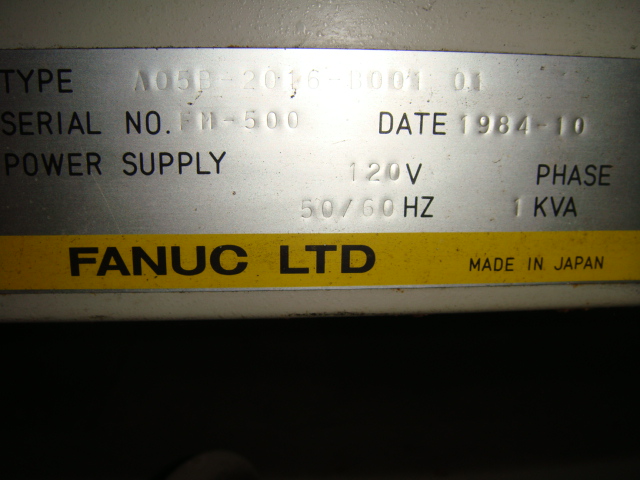 TYPE A05B-2016-B001 01
SERIAL NO. FM-500 DATE 1984-10
POWER SUPPLY 120V PHASE
50/60 HZ 1 KVA
FANUC LTD MADE IN JAPAN